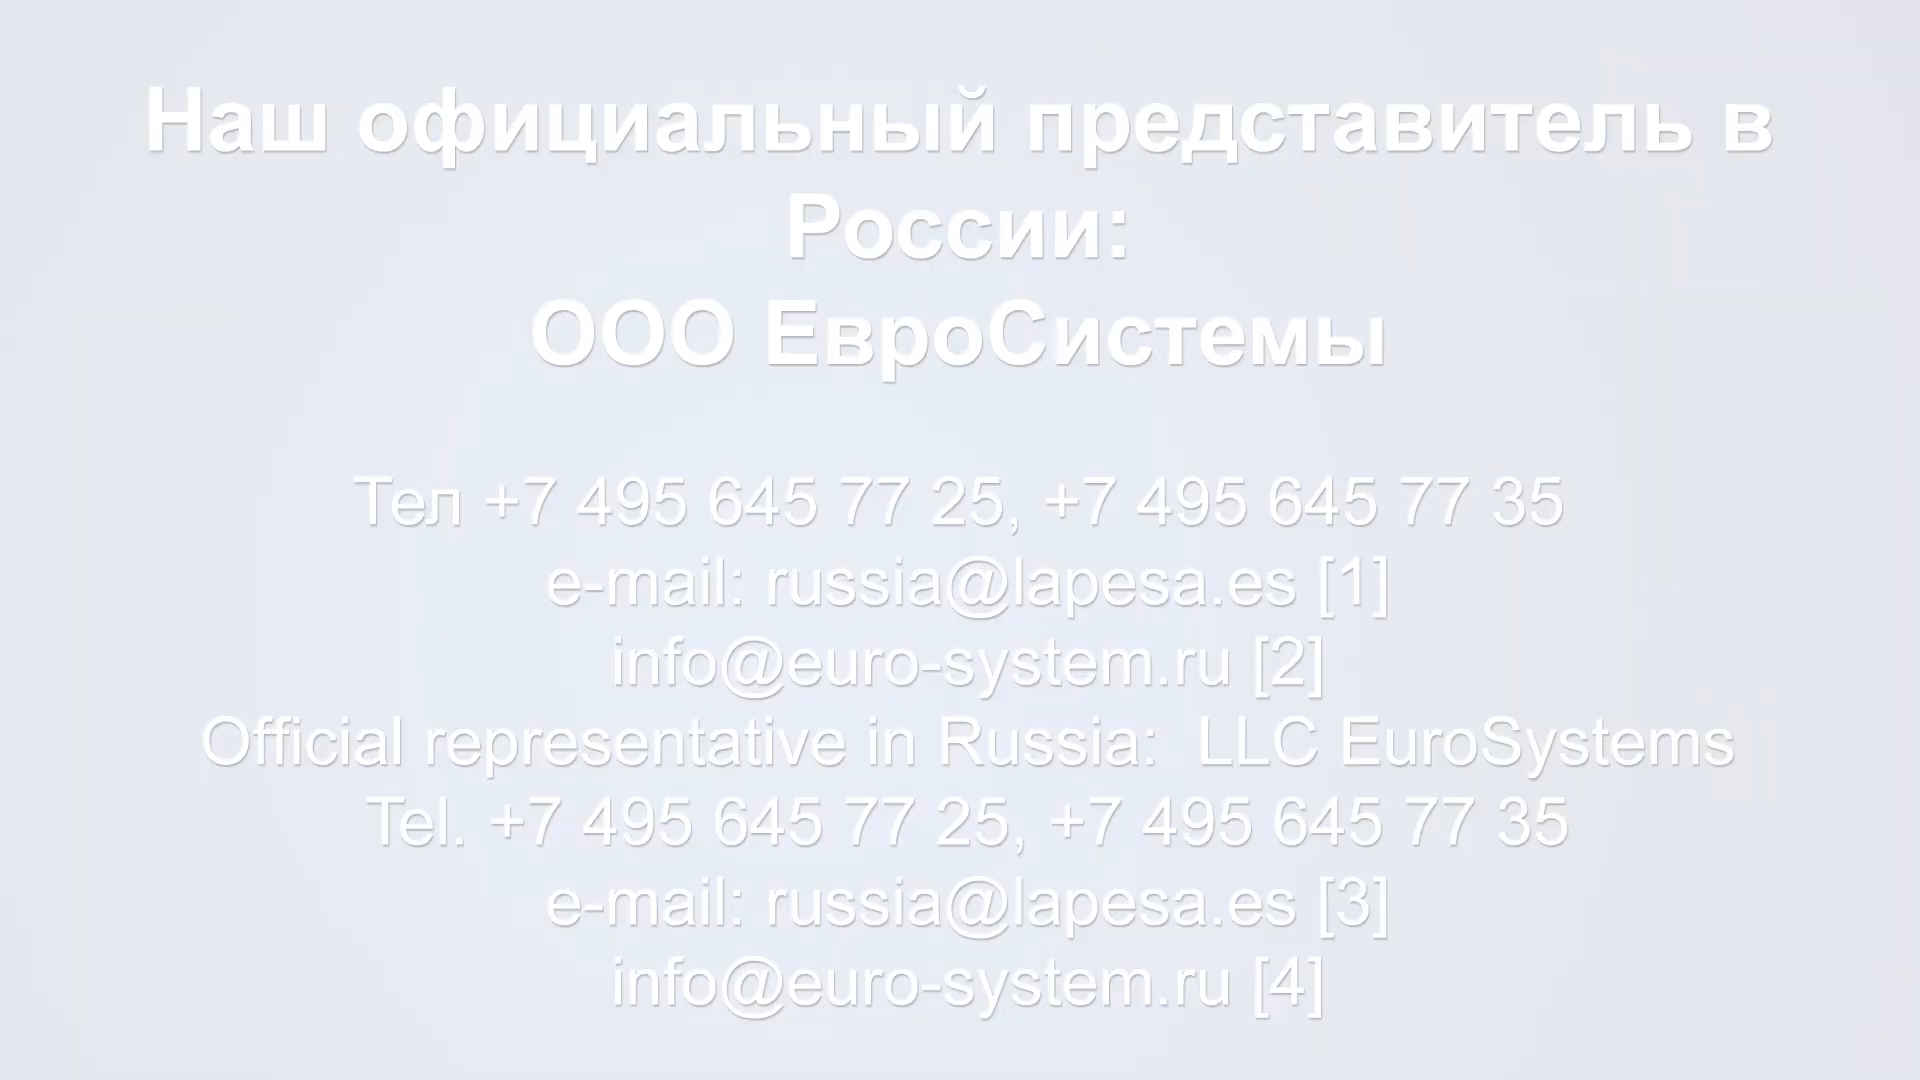 Наш официальный представитель в
России:
ООО ЕвроСистемы
Тел +7 495 645 77 25, +7 495 645 77 35
e-mail: russia@lapesa.es [1]
info@euro-system.ru [2]
Official representative in Russia:  LLC EuroSystems
Tel. +7 495 645 77 25, +7 495 645 77 35
e-mail: russia@lapesa.es [3]
info@euro-system.ru [4]